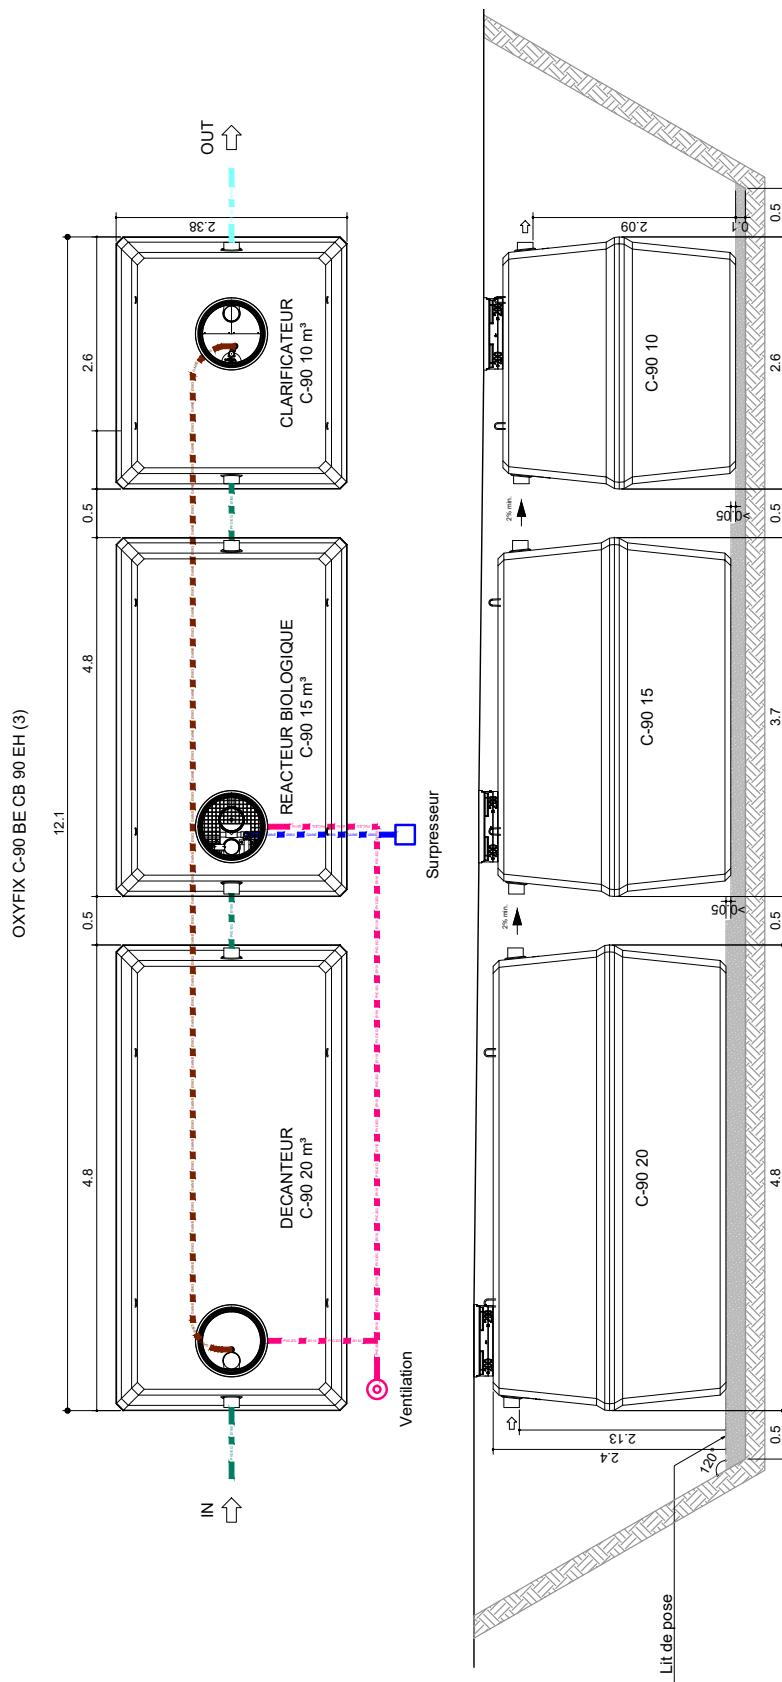 OXYFIX C-90 BE CB 90 EH (3)
12.1
4.8
0.5
4.8
0.5
2.6
2.38
IN
OUT
DECANTEUR
C-90 20 m³
REACTEUR BIOLOGIQUE
C-90 15 m³
CLARIFICATEUR
C-90 10 m³
Ventilation
Surpresseur
2% min.
2% min.
C-90 20
C-90 15
C-90 10
2.4
2.13
2.09
0.1
>0.05
>0.05
120°
Lit de pose
0.5
4.8
0.5
3.7
0.5
2.6
0.5